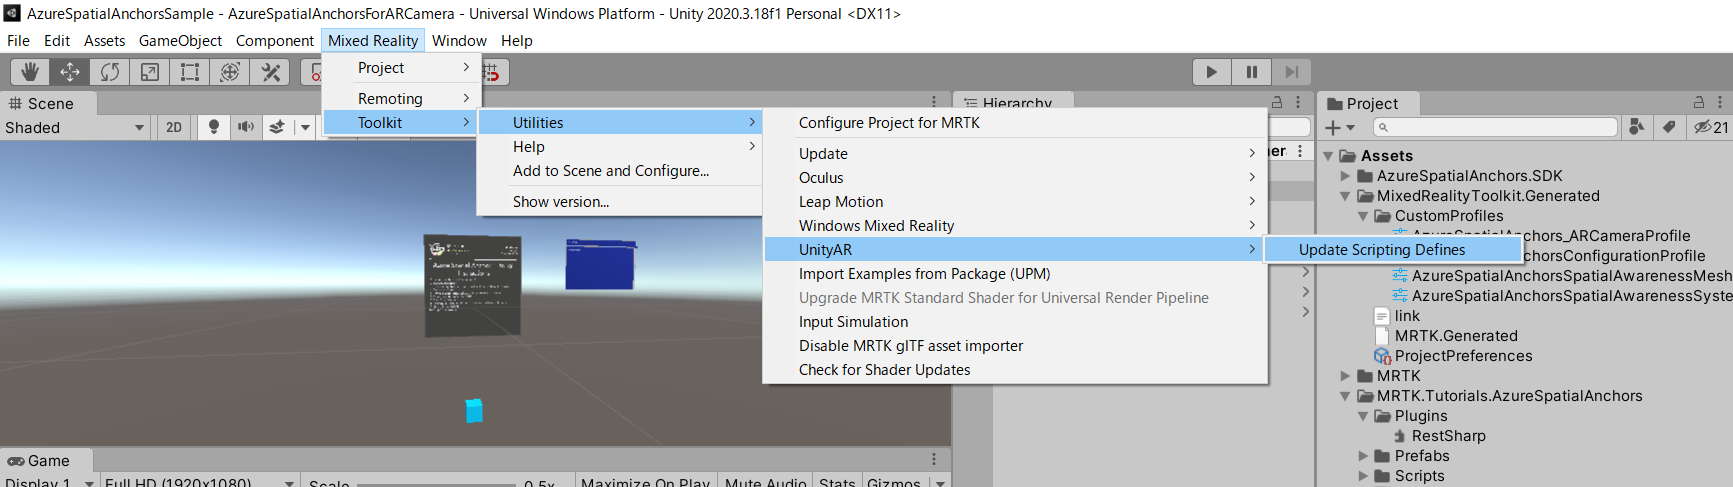 AzureSpatialAnchorsSample - AzureSpatialAnchorsForARCamera - Universal Windows Platform - Unity 2020.3.18f1 Personal <DX11>
File Edit Assets GameObject Component Mixed Reality Window Help
Project
Remoting
Toolkit
Scene
Shaded
2D
Utilities
Help
Add to Scene and Configure...
Show version...
Hierarchy
Configure Project for MRTK
Update
Oculus
Leap Motion
Windows Mixed Reality
UnityAR
Import Examples from Package (UPM)
Upgrade MRTK Standard Shader for Universal Render Pipeline
Input Simulation
Disable MRTK glTF asset importer
Check for Shader Updates
Update Scripting Defines
Project
21
Assets
AzureSpatialAnchors.SDK
MixedRealityToolkit.Generated
CustomProfiles
AzureSpatialAnchors_ARCameraProfile
chorsConfigurationProfile
AzureSpatialAnchorsSpatialAwarenessMesh
AzureSpatialAnchorsSpatialAwarenessSyste
link
MRTK.Generated
ProjectPreferences
MRTK
MRTK.Tutorials.AzureSpatialAnchors
Plugins
RestSharp
Prefabs
Scripts
Game
Display 1 Full HD (1920x1080) Scale 0.5x Maximize On Play Mute Audio Stats Gizmos